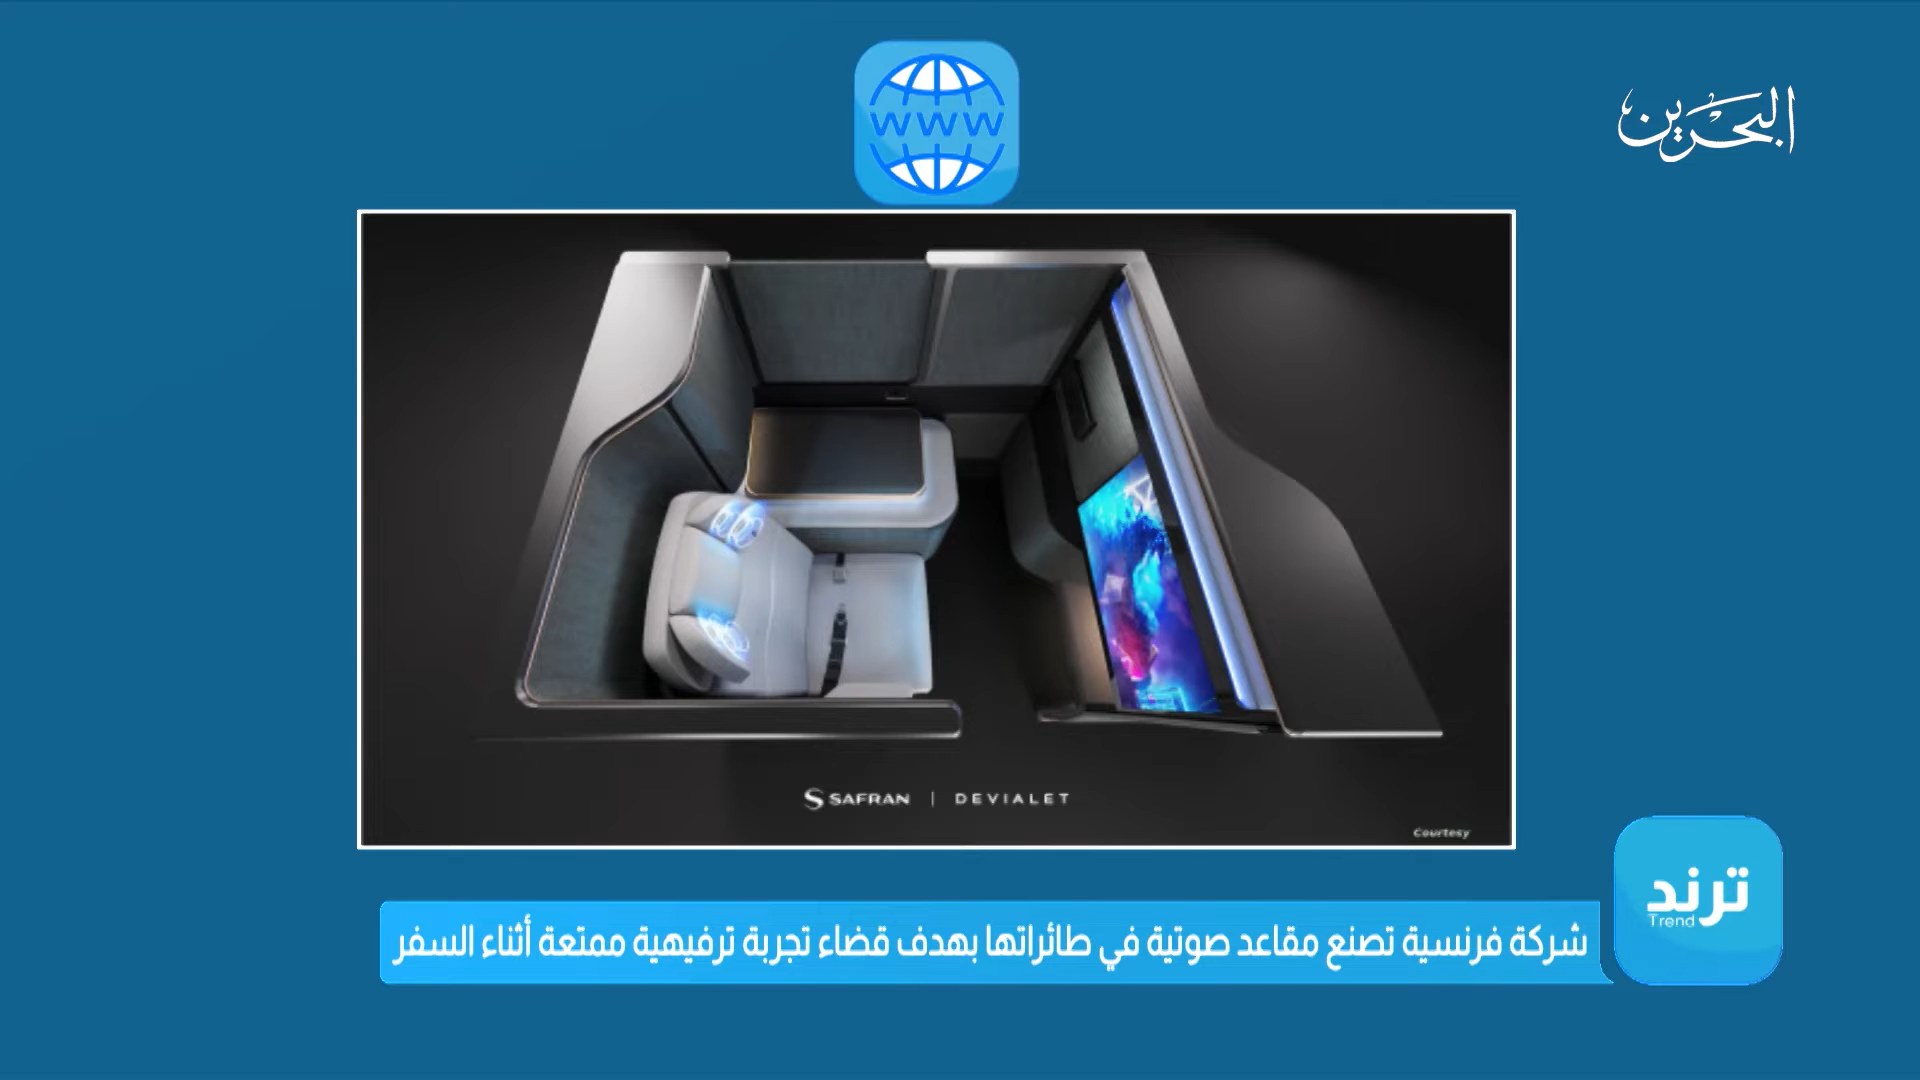 WWW
البحرين
SAFRAN | DEVIALET
Courtesy
ترند
Trend
شركة فرنسية تصنع مقاعد صوتية في طائراتها بهدف قضاء تجربة ترفيهية ممتعة أثناء السفر